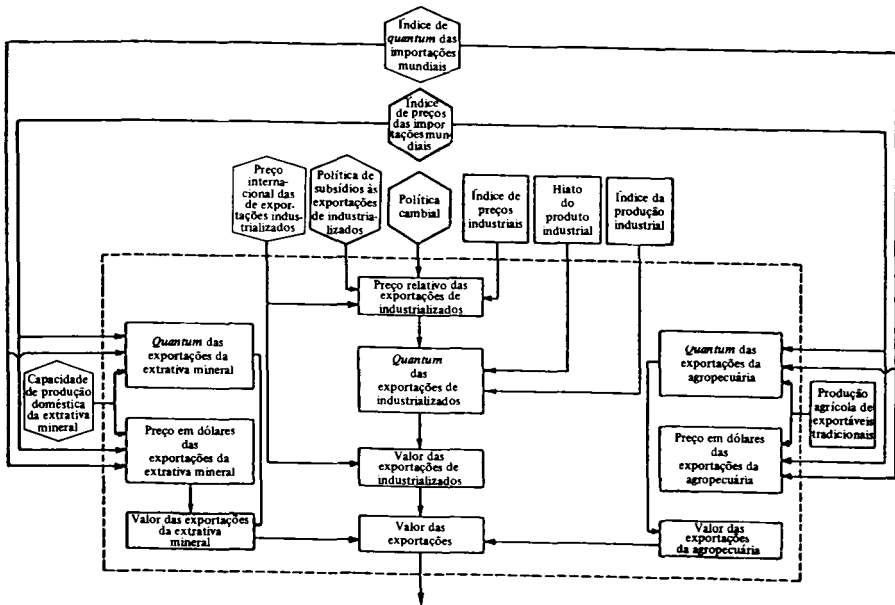 Índice de
quantum das
importações
mundiais
Índice
de preços
das impor-
tações mun-
diais
Preço
interna-
cional das
de expor-
tações indus-
trializados
Política de
subsídios às
exportações
de industria-
lizados
Política
cambial
Índice de
preços
industriais
Hiato
do
produto
industrial
Índice da
produção
industrial
Preço relativo das
exportações de
industrializados
Quantum das
exportações da
extrativa mineral
Quantum
das
exportações de
industrializados
Quantum das
exportações da
agropecuária
Capacidade
de produção
doméstica
da extrativa
mineral
Preço em dólares
das
exportações da
extrativa mineral
Preço em dólares
das
exportações da
agropecuária
Produção
agrícola de
exportáveis
tradicionais
Valor das
exportações de
industrializados
Valor das exportações
da extrativa
mineral
Valor das
exportações
Valor das
exportações
da agropecuária